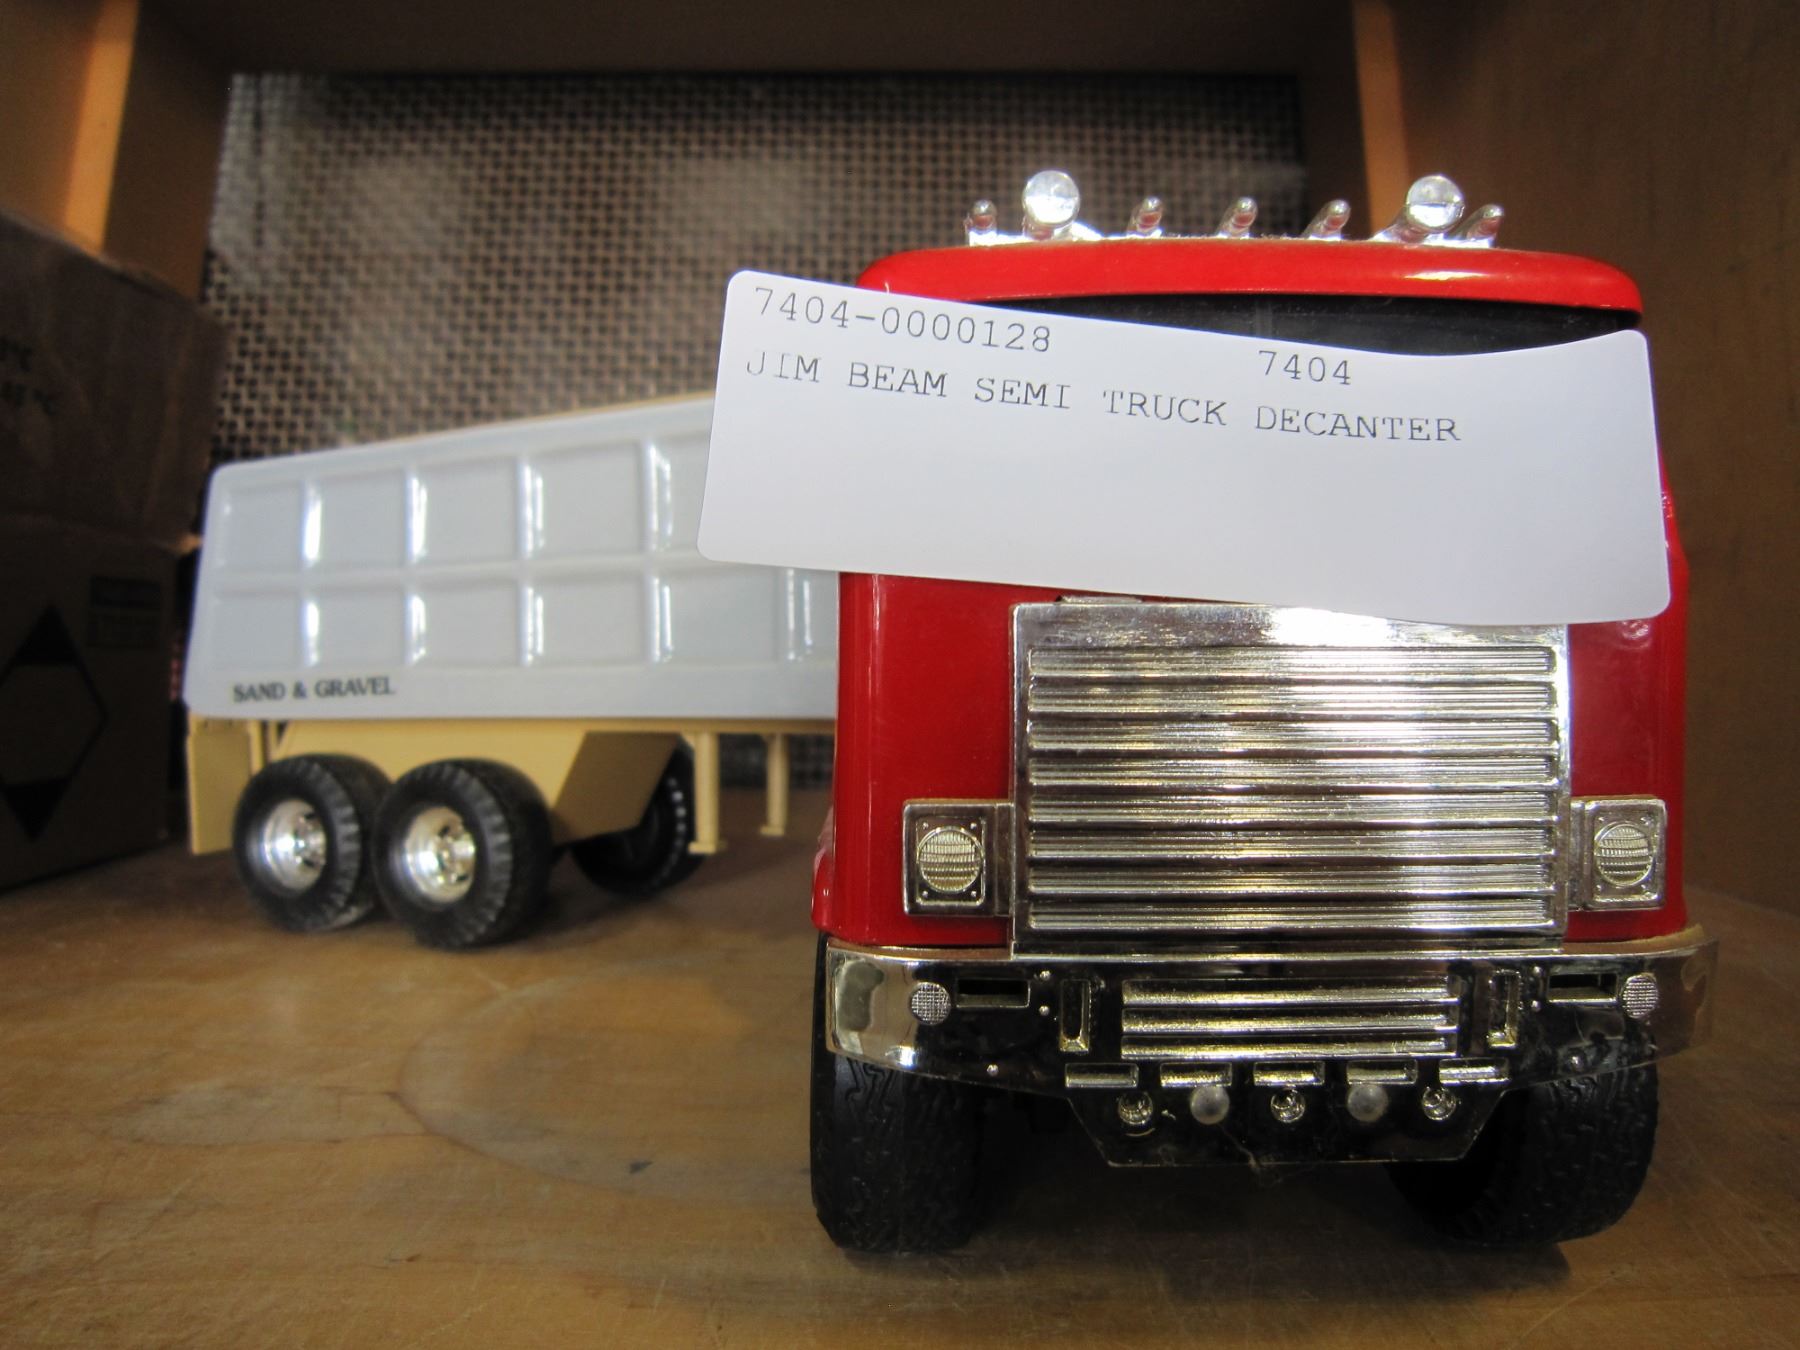 7404-0000128
7404
JIM BEAM SEMI TRUCK DECANTER
SAND & GRAVEL